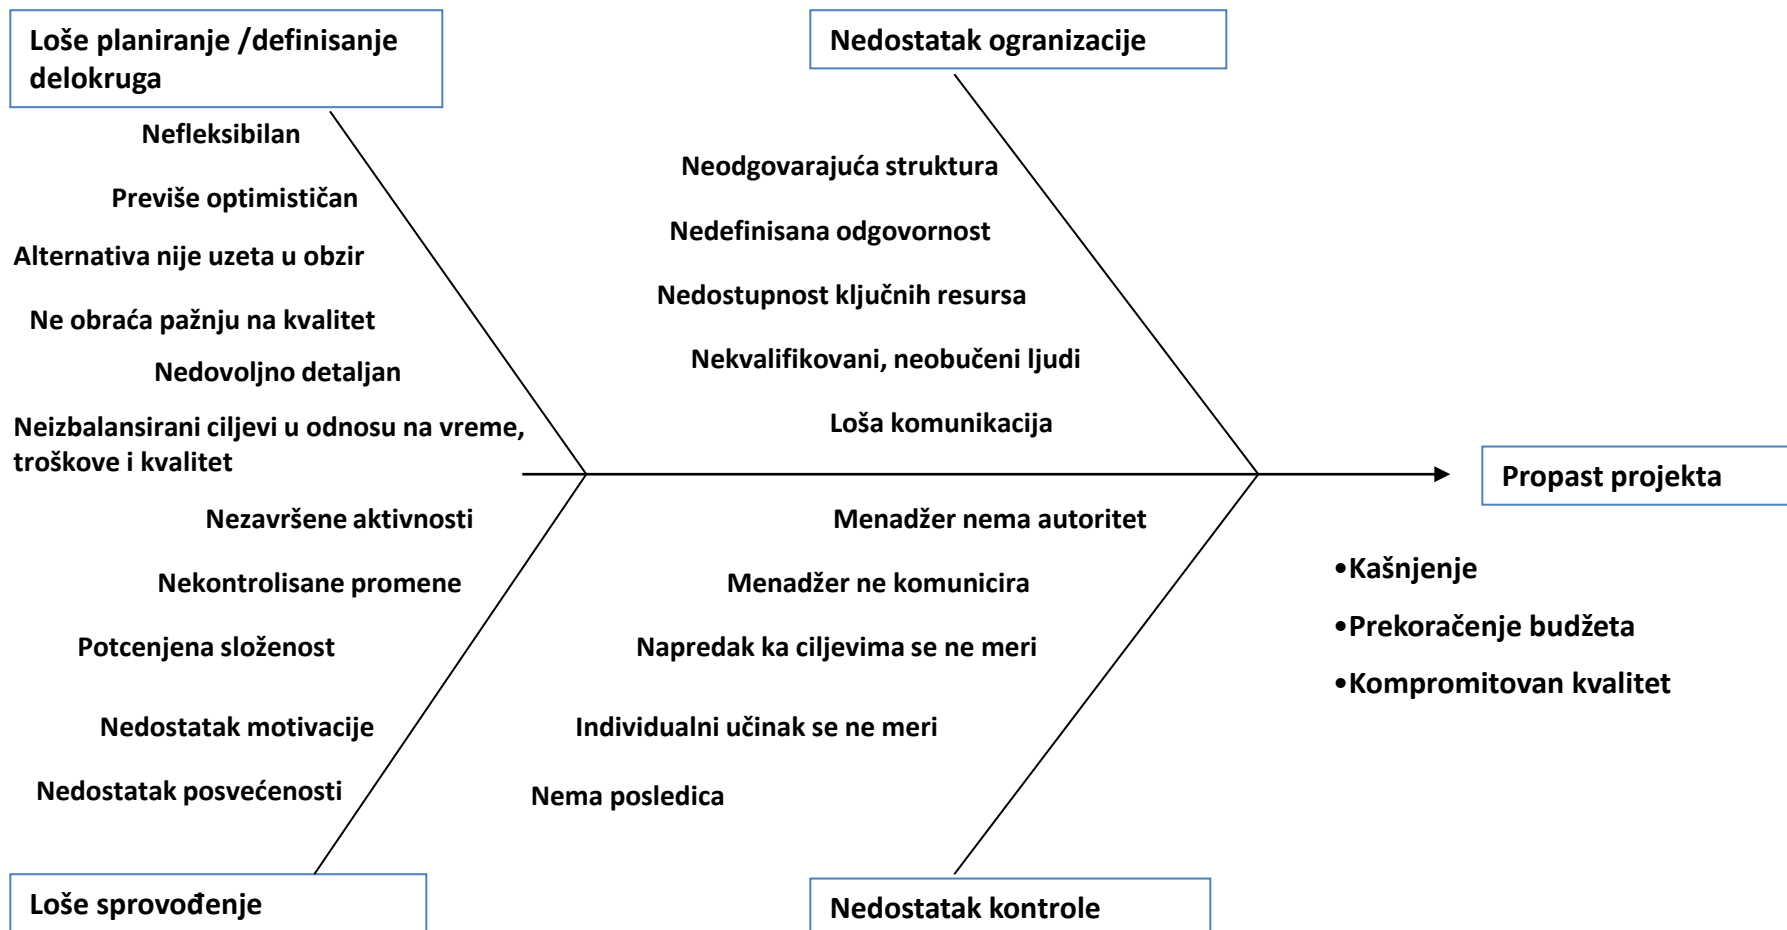 Loše planiranje /definisanje
delokruga
Nefleksibilan
Previše optimističan
Alternativa nije uzeta u obzir
Ne obraća pažnju na kvalitet
Nedovoljno detaljan
Neizbalansirani ciljevi u odnosu na vreme,
troškove i kvalitet
Nedostatak ogranizacije
Neodgovarajuća struktura
Nedefinisana odgovornost
Nedostupnost ključnih resursa
Nekvalifikovani, neobučeni ljudi
Loša komunikacija
Nezavršene aktivnosti
Nekontrolisane promene
Potcenjena složenost
Nedostatak motivacije
Nedostatak posvećenosti
Loše sprovođenje
Menadžer nema autoritet
Menadžer ne komunicira
Napredak ka ciljevima se ne meri
Individualni učinak se ne meri
Nema posledica
Nedostatak kontrole
Propast projekta
•Kašnjenje
•Prekoračenje budžeta
•Kompromitovan kvalitet